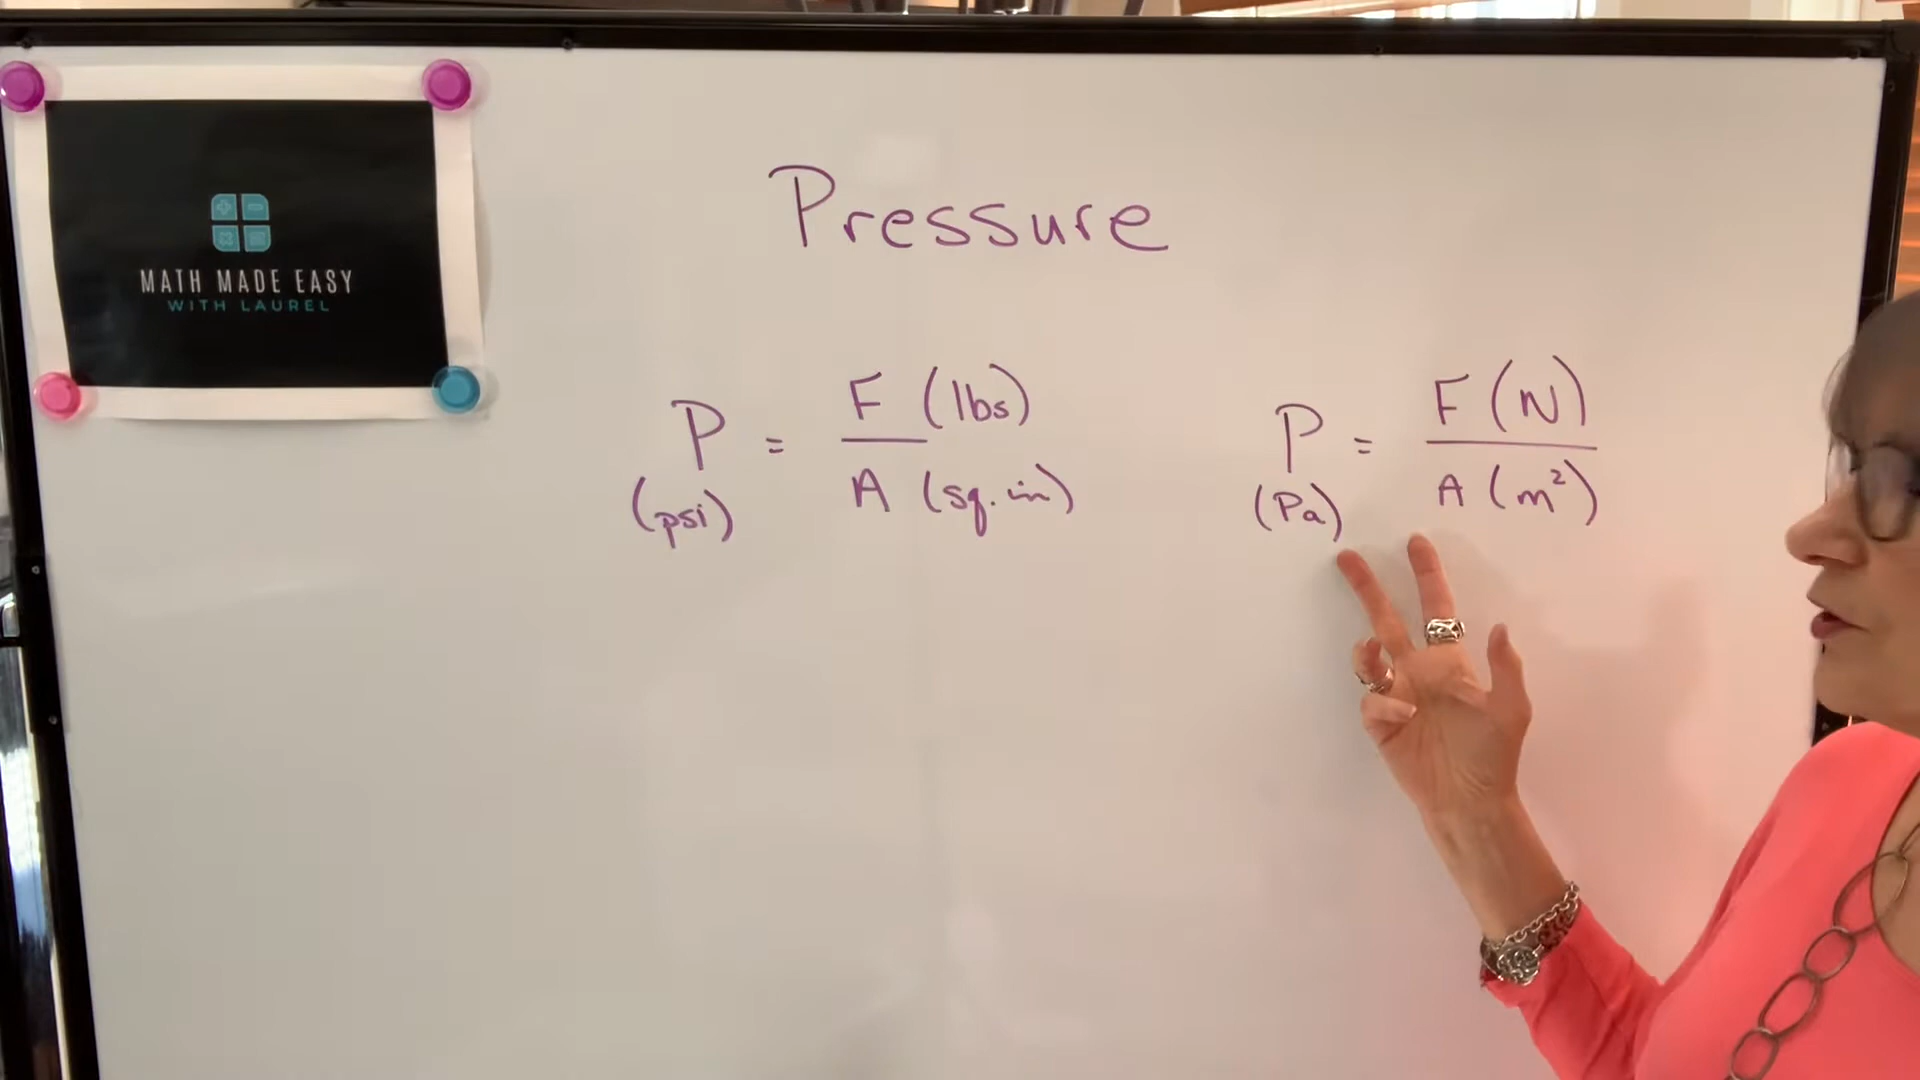 MATH MADE EASY
WITH LAUREL
Pressure
P = F (lbs) / A (sq. in)
(psi)
P = F (N) / A (m²)
(Pa)